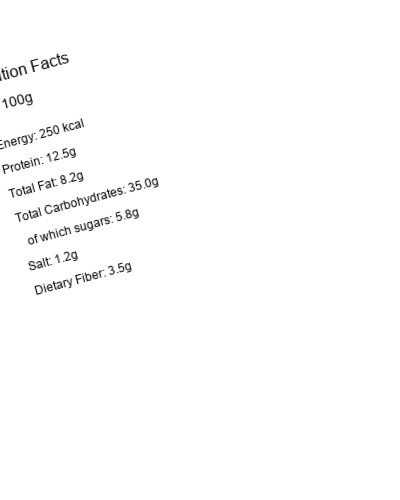 tion Facts
100g
Energy: 250 kcal
Protein: 12.5g
Total Fat: 8.2g
Total Carbohydrates: 35.0g
of which sugars: 5.8g
Salt: 1.2g
Dietary Fiber: 3.5g